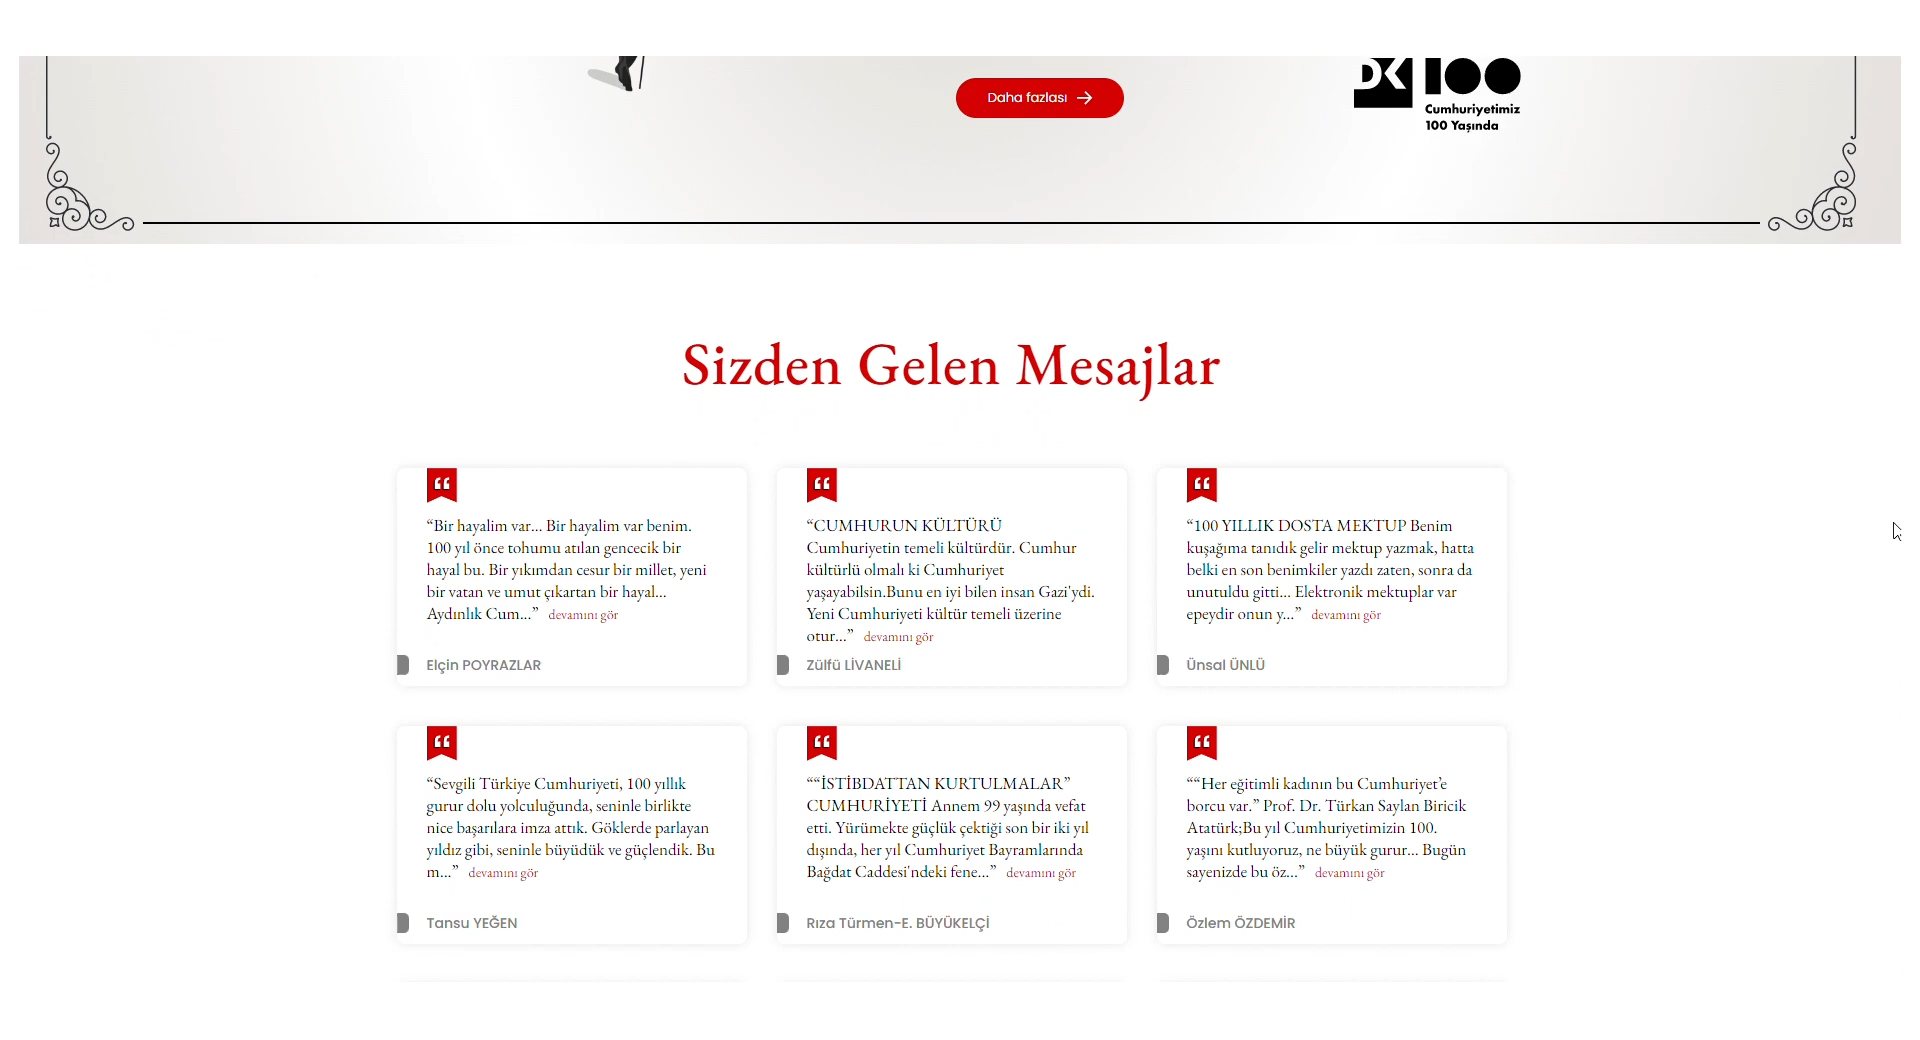 Daha fazlası
DK 100
Cumhuriyetimiz
100 Yaşında
Sizden Gelen Mesajlar
“Bir hayalim var... Bir hayalim var benim.
100 yıl önce tohumu atılan gencecik bir
hayal bu. Bir yıkımdan cesur bir millet, yeni
bir vatan ve umut çıkartan bir hayal...
Aydınlık Cum...” devamını gör
Elçin POYRAZLAR
“CUMHURUN KÜLTÜRÜ
Cumhuriyetin temeli kültürdür. Cumhur
kültürlü olmalı ki Cumhuriyet
yaşayabilsin.Bunu en iyi bilen insan Gazi'ydi.
Yeni Cumhuriyeti kültür temeli üzerine
otur...” devamını gör
Zülfü LİVANELİ
“100 YILLIK DOSTA MEKTUP Benim
kuşağıma tanıdık gelir mektup yazmak, hatta
belki en son benimkiler yazdı zaten, sonra da
unutuldu gitti... Elektronik mektuplar var
epeydir onun y...” devamını gör
Ünsal ÜNLÜ
“Sevgili Türkiye Cumhuriyeti, 100 yıllık
gurur dolu yolculuğunda, seninle birlikte
nice başarılara imza attık. Göklerde parlayan
yıldız gibi, seninle büyüdük ve güçlendik. Bu
m...” devamını gör
Tansu YEĞEN
““İSTİBDATTAN KURTULMALAR”
CUMHURİYETİ Annem 99 yaşında vefat
etti. Yürümekte güçlük çektiği son bir iki yıl
dışında, her yıl Cumhuriyet Bayramlarında
Bağdat Caddesi'ndeki fene...” devamını gör
Rıza Türmen-E. BÜYÜKELÇİ
““Her eğitimli kadının bu Cumhuriyet’e
borcu var.” Prof. Dr. Türkan Saylan Biricik
Atatürk;Bu yıl Cumhuriyetimizin 100.
yaşını kutluyoruz, ne büyük gurur... Bugün
sayenizde bu öz...” devamını gör
Özlem ÖZDEMİR